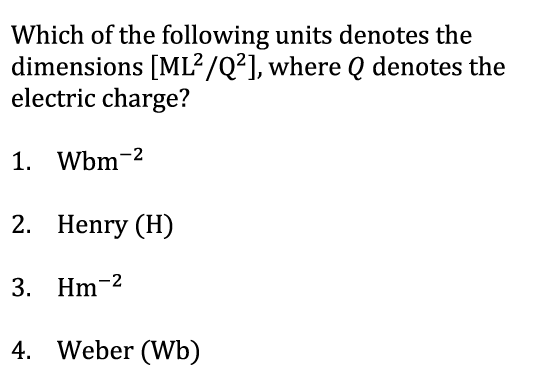 Which of the following units denotes the
dimensions [ML²/Q²], where Q denotes the
electric charge?
1. Wbm⁻²
2. Henry (H)
3. Hm⁻²
4. Weber (Wb)